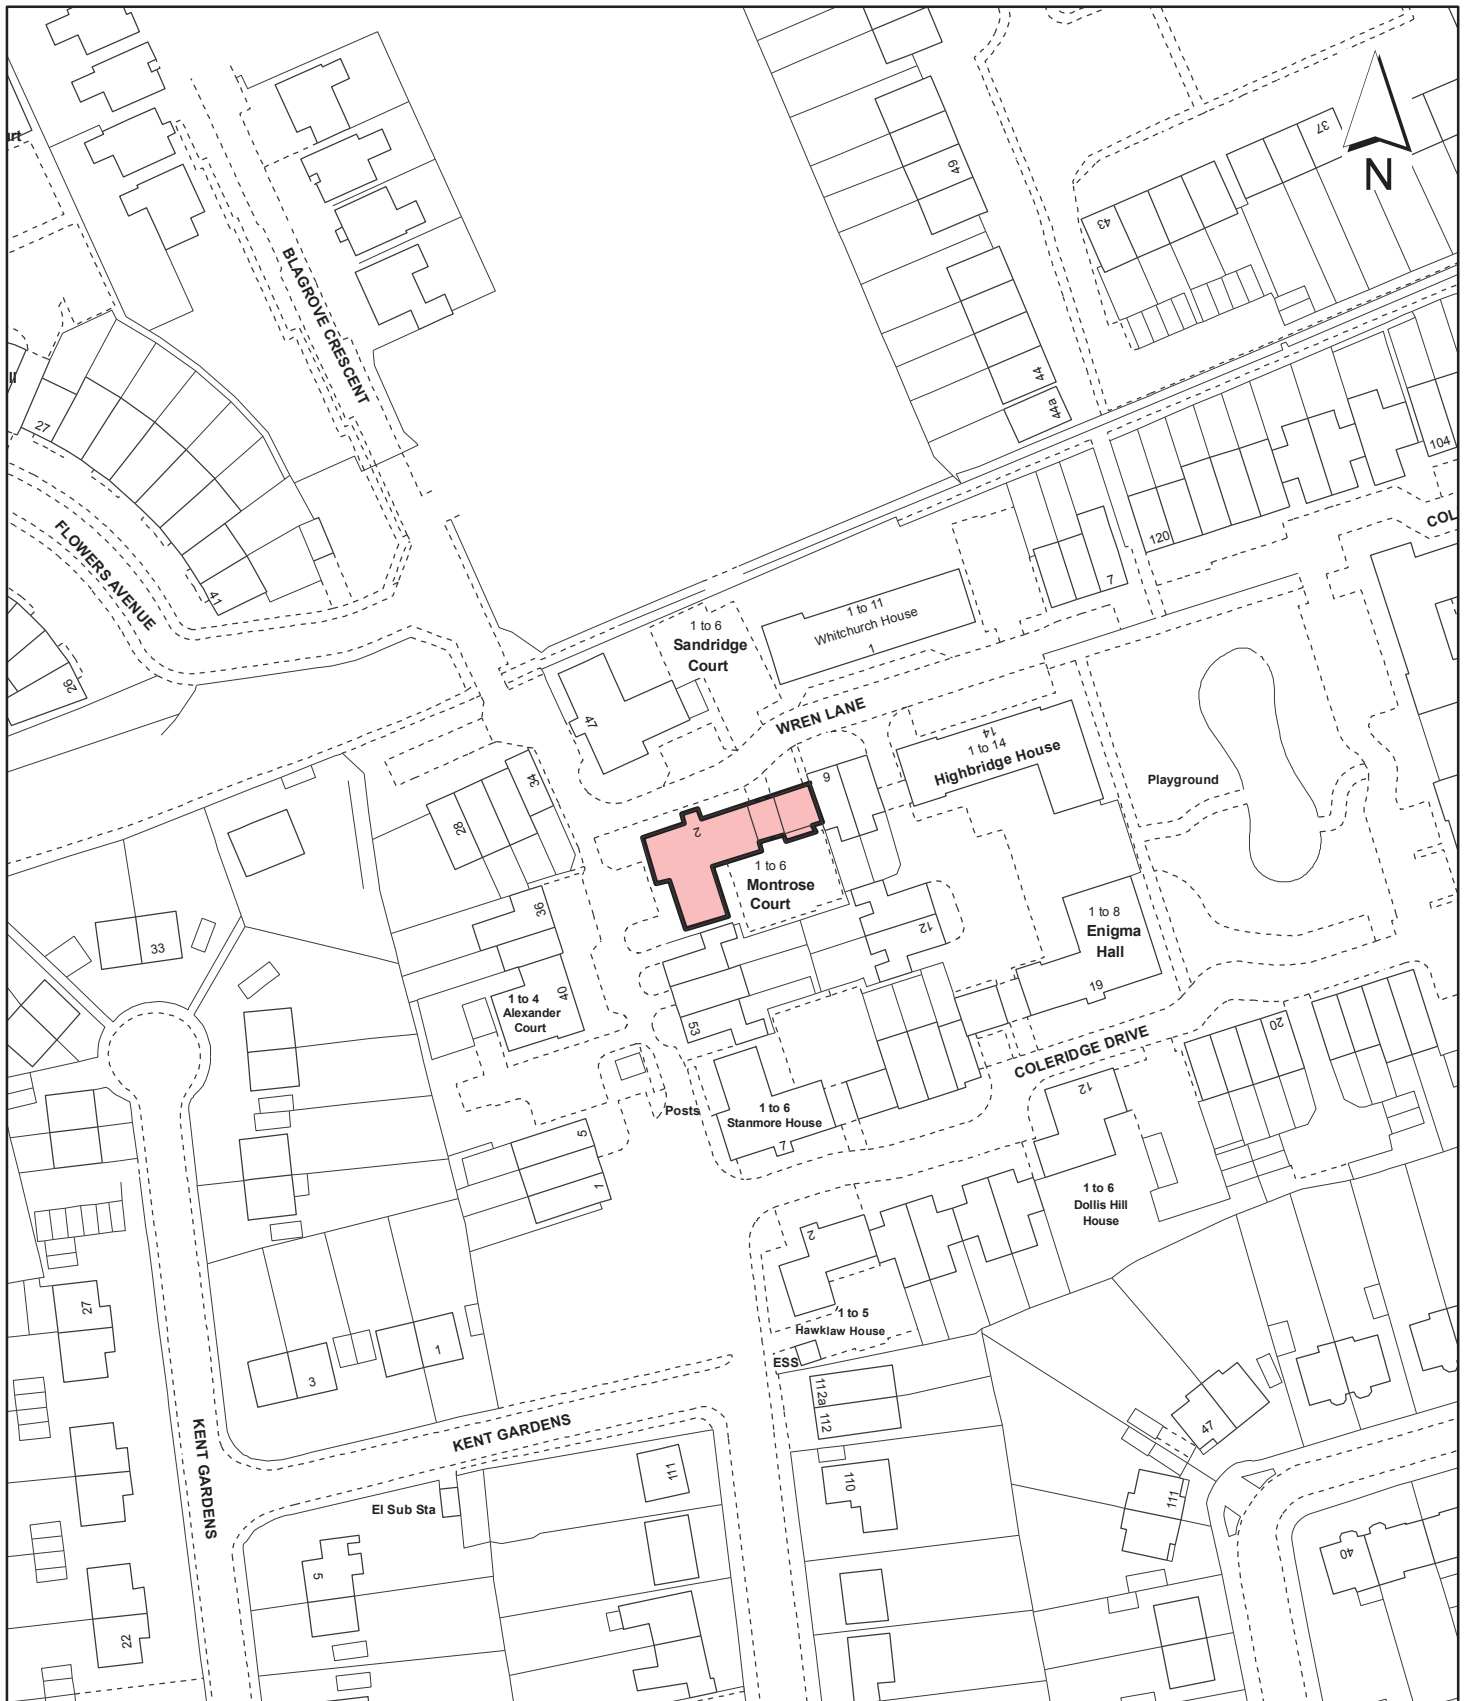 urt
37
N
49
43
BLAGROVE CRESCENT
ll
44
44a
27
104
COL
120
FLOWERS AVENUE
7
41
1 to 11
Whitchurch House
1
1 to 6
Sandridge
Court
26
47
WREN LANE
14
1 to 14
Highbridge House
34
9
Playground
28
2
1 to 6
Montrose
Court
36
12
1 to 8
Enigma
Hall
33
19
40
1 to 4
Alexander
Court
53
20
COLERIDGE DRIVE
12
Posts
1 to 6
Stanmore House
7
5
1
1 to 6
Dollis Hill
House
2
27
1 to 5
Hawklaw House
1
ESS
3
112a
112
47
KENT GARDENS
KENT GARDENS
111
110
111
El Sub Sta
40
5
22